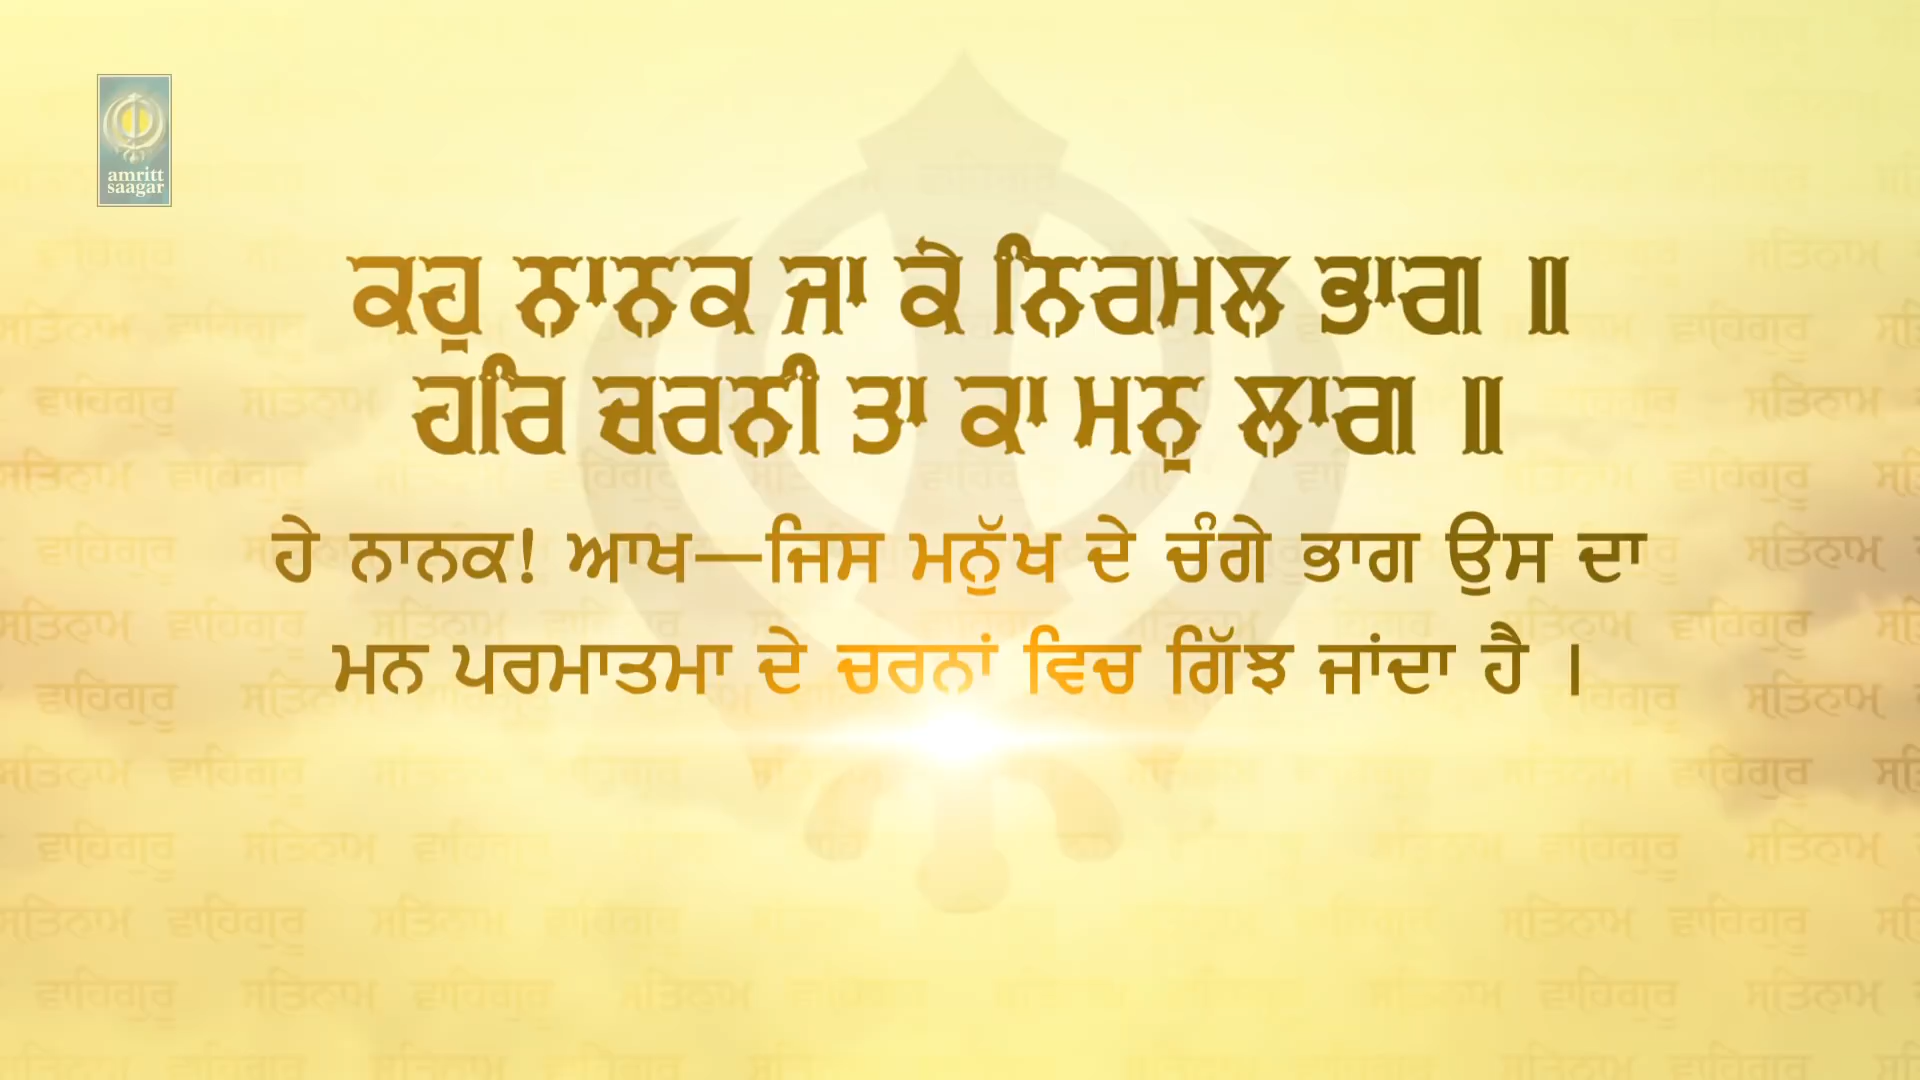 amritt
saagar
ਕਹੁ ਨਾਨਕ ਜਾ ਕੇ ਨਿਰਮਲ ਭਾਗ ॥
ਹਰਿ ਚਰਨੀ ਤਾ ਕਾ ਮਨੁ ਲਾਗ ॥
ਹੇ ਨਾਨਕ! ਆਖ—ਜਿਸ ਮਨੁੱਖ ਦੇ ਚੰਗੇ ਭਾਗ ਉਸ ਦਾ
ਮਨ ਪਰਮਾਤਮਾ ਦੇ ਚਰਨਾਂ ਵਿਚ ਗਿੱਝ ਜਾਂਦਾ ਹੈ ।